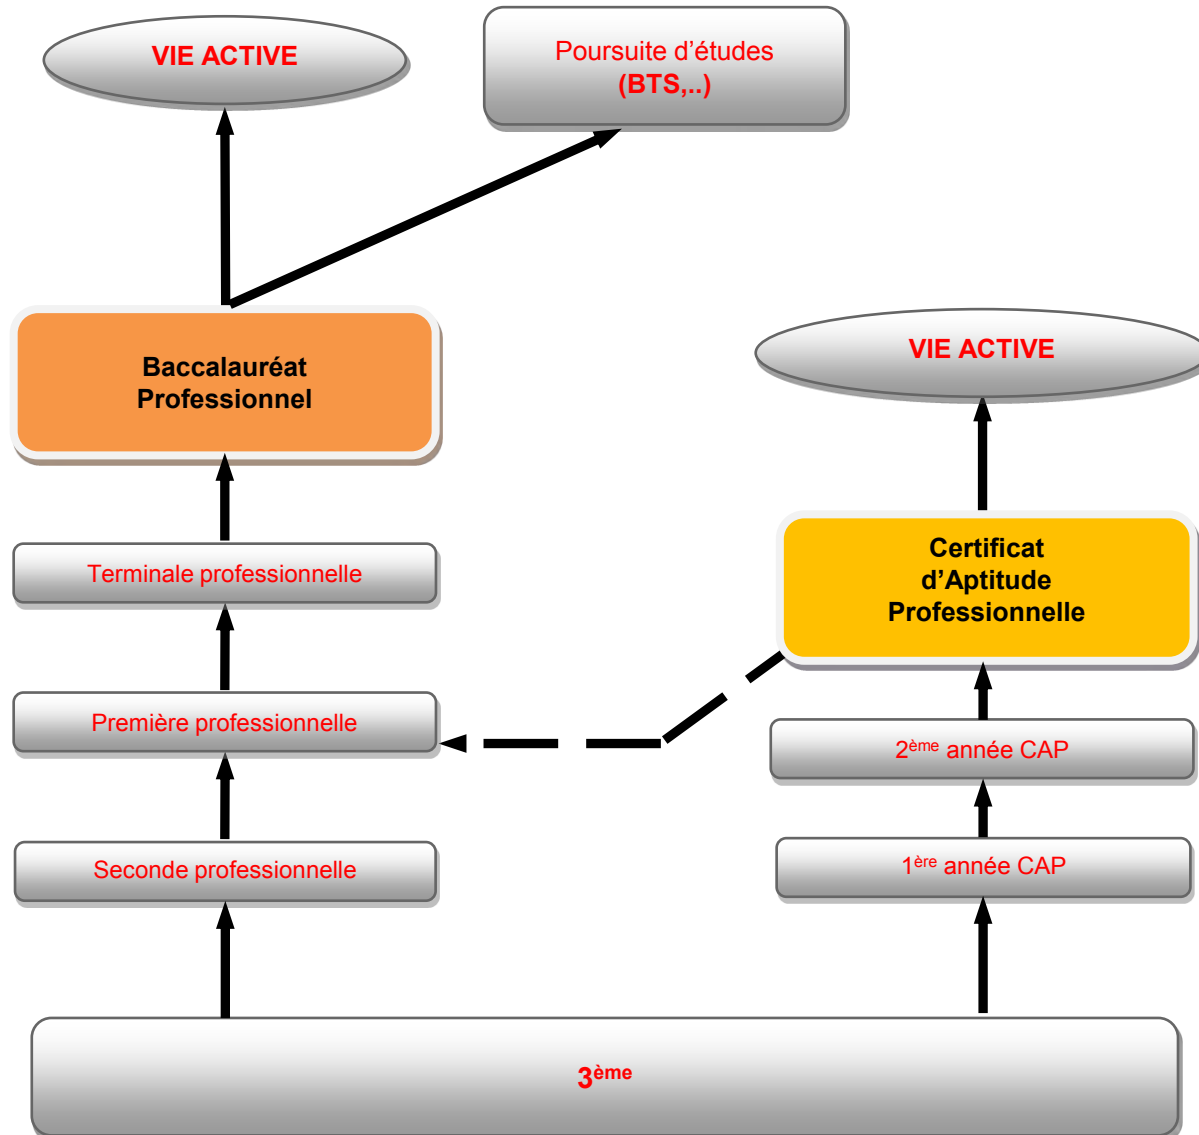 VIE ACTIVE
Poursuite d’études
(BTS,..)
Baccalauréat
Professionnel
VIE ACTIVE
Certificat
d’Aptitude
Professionnelle
Terminale professionnelle
Première professionnelle
2ème année CAP
Seconde professionnelle
1ère année CAP
3ème